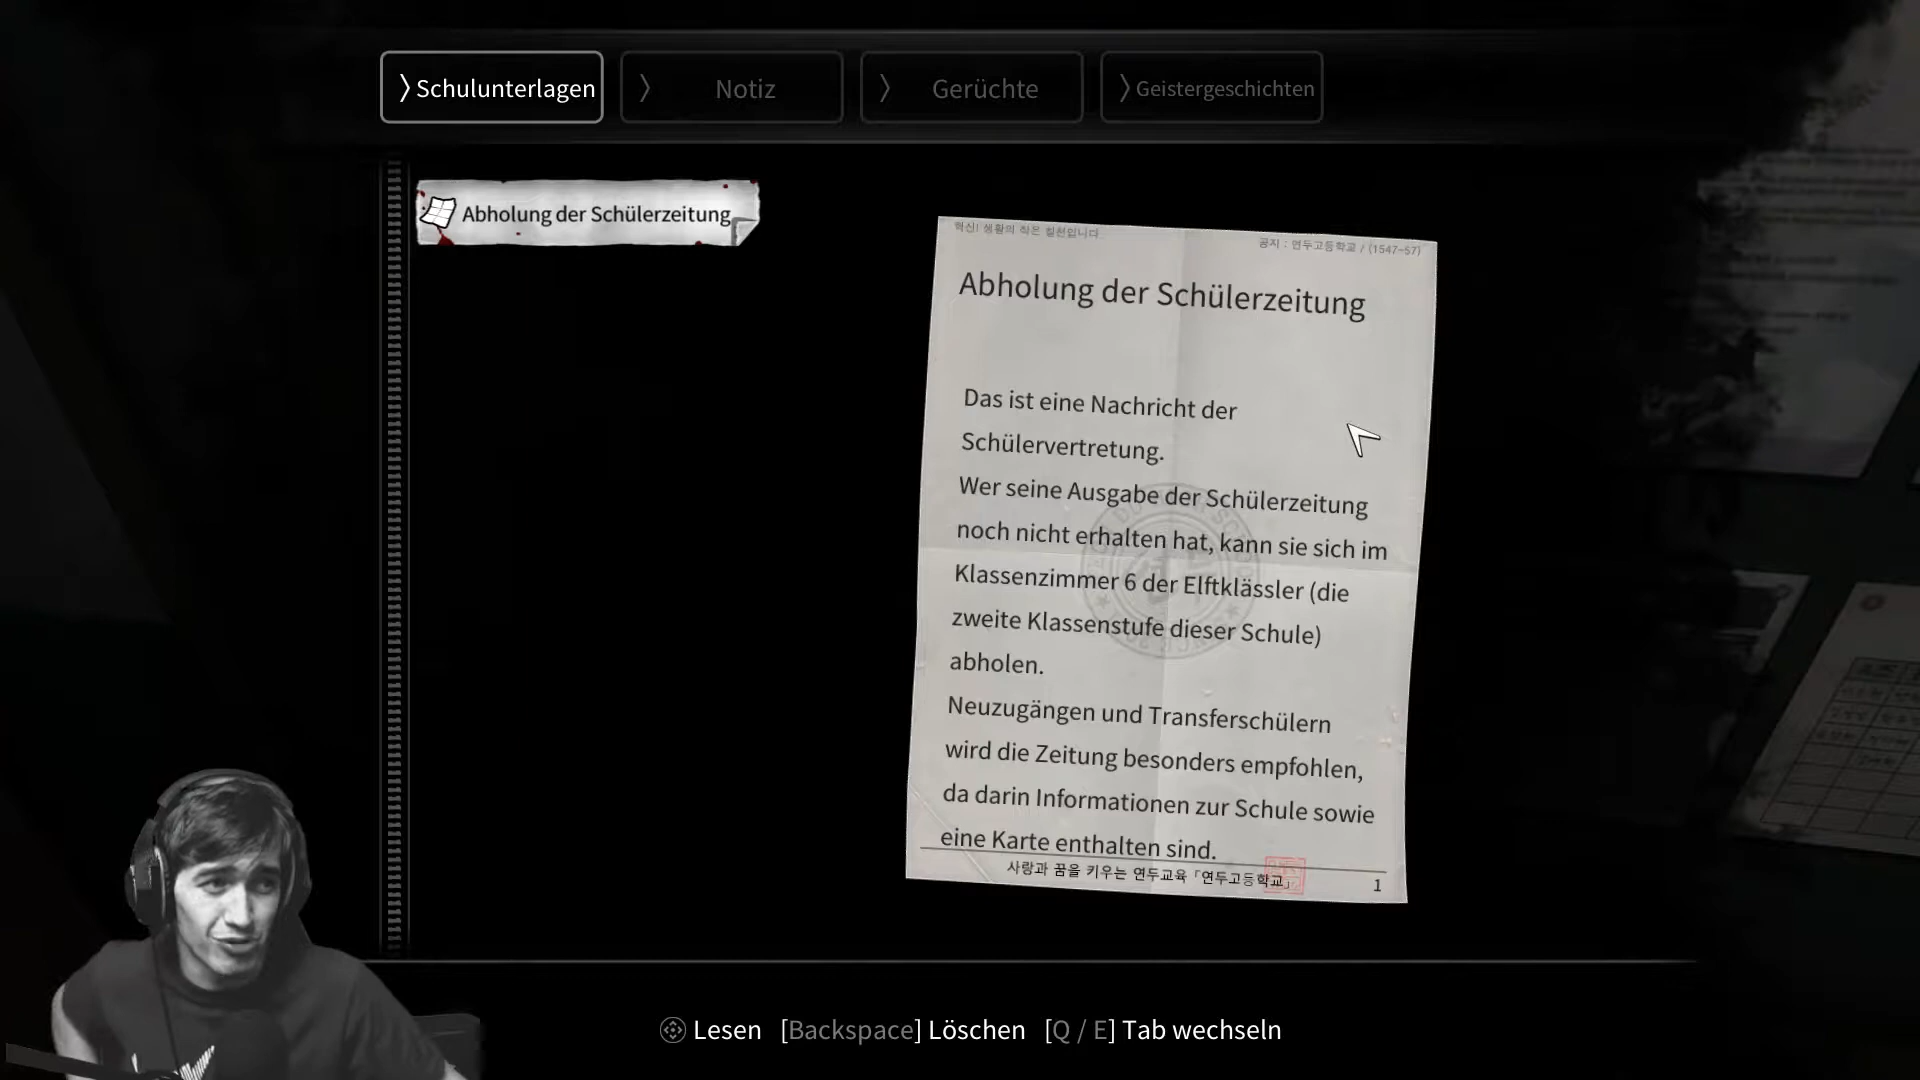 〉Schulunterlagen
〉Notiz
〉Gerüchte
〉Geistergeschichten
Abholung der Schülerzeitung
혁신! 생활의 작은 실천입니다
공지 : 연두고등학교 / (1547-57)
Abholung der Schülerzeitung
Das ist eine Nachricht der
Schülervertretung.
Wer seine Ausgabe der Schülerzeitung
noch nicht erhalten hat, kann sie sich im
Klassenzimmer 6 der Elftklässler (die
zweite Klassenstufe dieser Schule)
abholen.
Neuzugängen und Transferschülern
wird die Zeitung besonders empfohlen,
da darin Informationen zur Schule sowie
eine Karte enthalten sind.
사랑과 꿈을 키우는 연두교육 「연두고등학교」
1
Lesen [Backspace] Löschen [Q / E] Tab wechseln